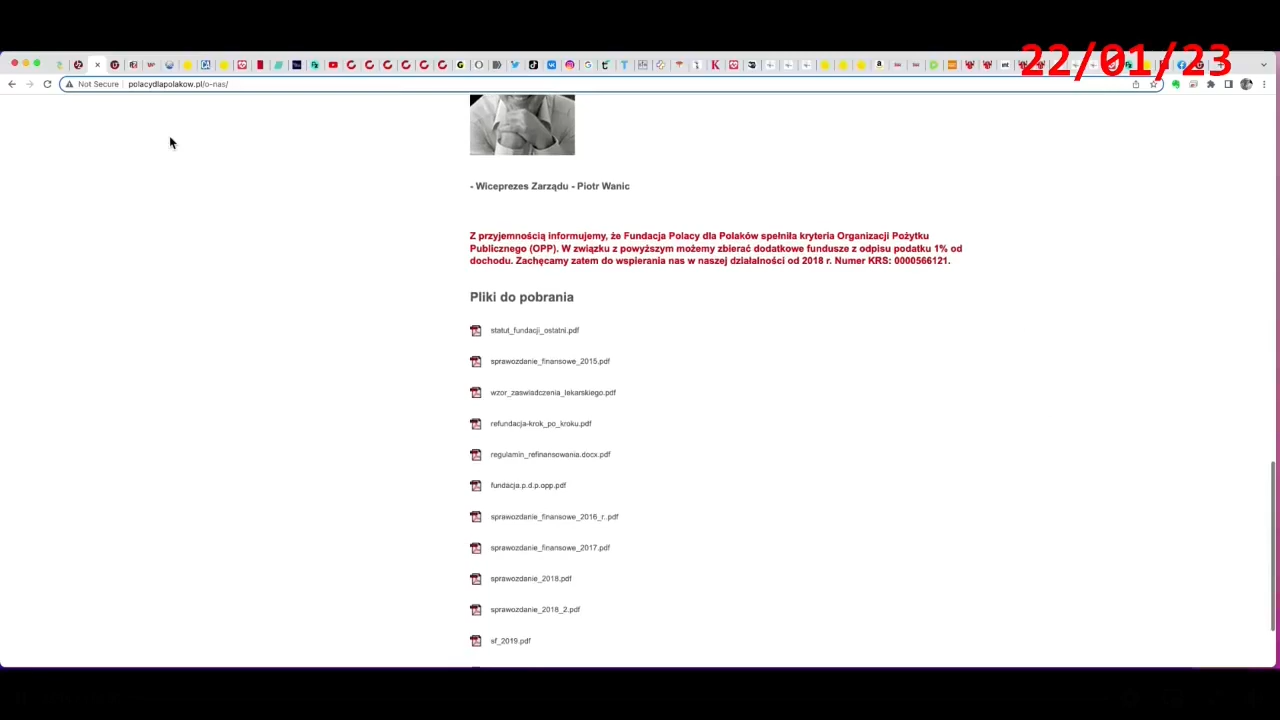 22/01/23
Not Secure polacydlapolakow.pl/o-nas/
- Wiceprezes Zarządu - Piotr Wanic
Z przyjemnością informujemy, że Fundacja Polacy dla Polaków spełniła kryteria Organizacji Pożytku
Publicznego (OPP). W związku z powyższym możemy zbierać dodatkowe fundusze z odpisu podatku 1% od
dochodu. Zachęcamy zatem do wspierania nas w naszej działalności od 2018 r. Numer KRS: 0000566121.
Pliki do pobrania
statut_fundacji_ostatni.pdf
sprawozdanie_finansowe_2015.pdf
wzor_zaswiadczenia_lekarskiego.pdf
refundacja-krok_po_kroku.pdf
regulamin_refinansowania.docx.pdf
fundacja.p.d.p.opp.pdf
sprawozdanie_finansowe_2016_r..pdf
sprawozdanie_finansowe_2017.pdf
sprawozdanie_2018.pdf
sprawozdanie_2018_2.pdf
sf_2019.pdf